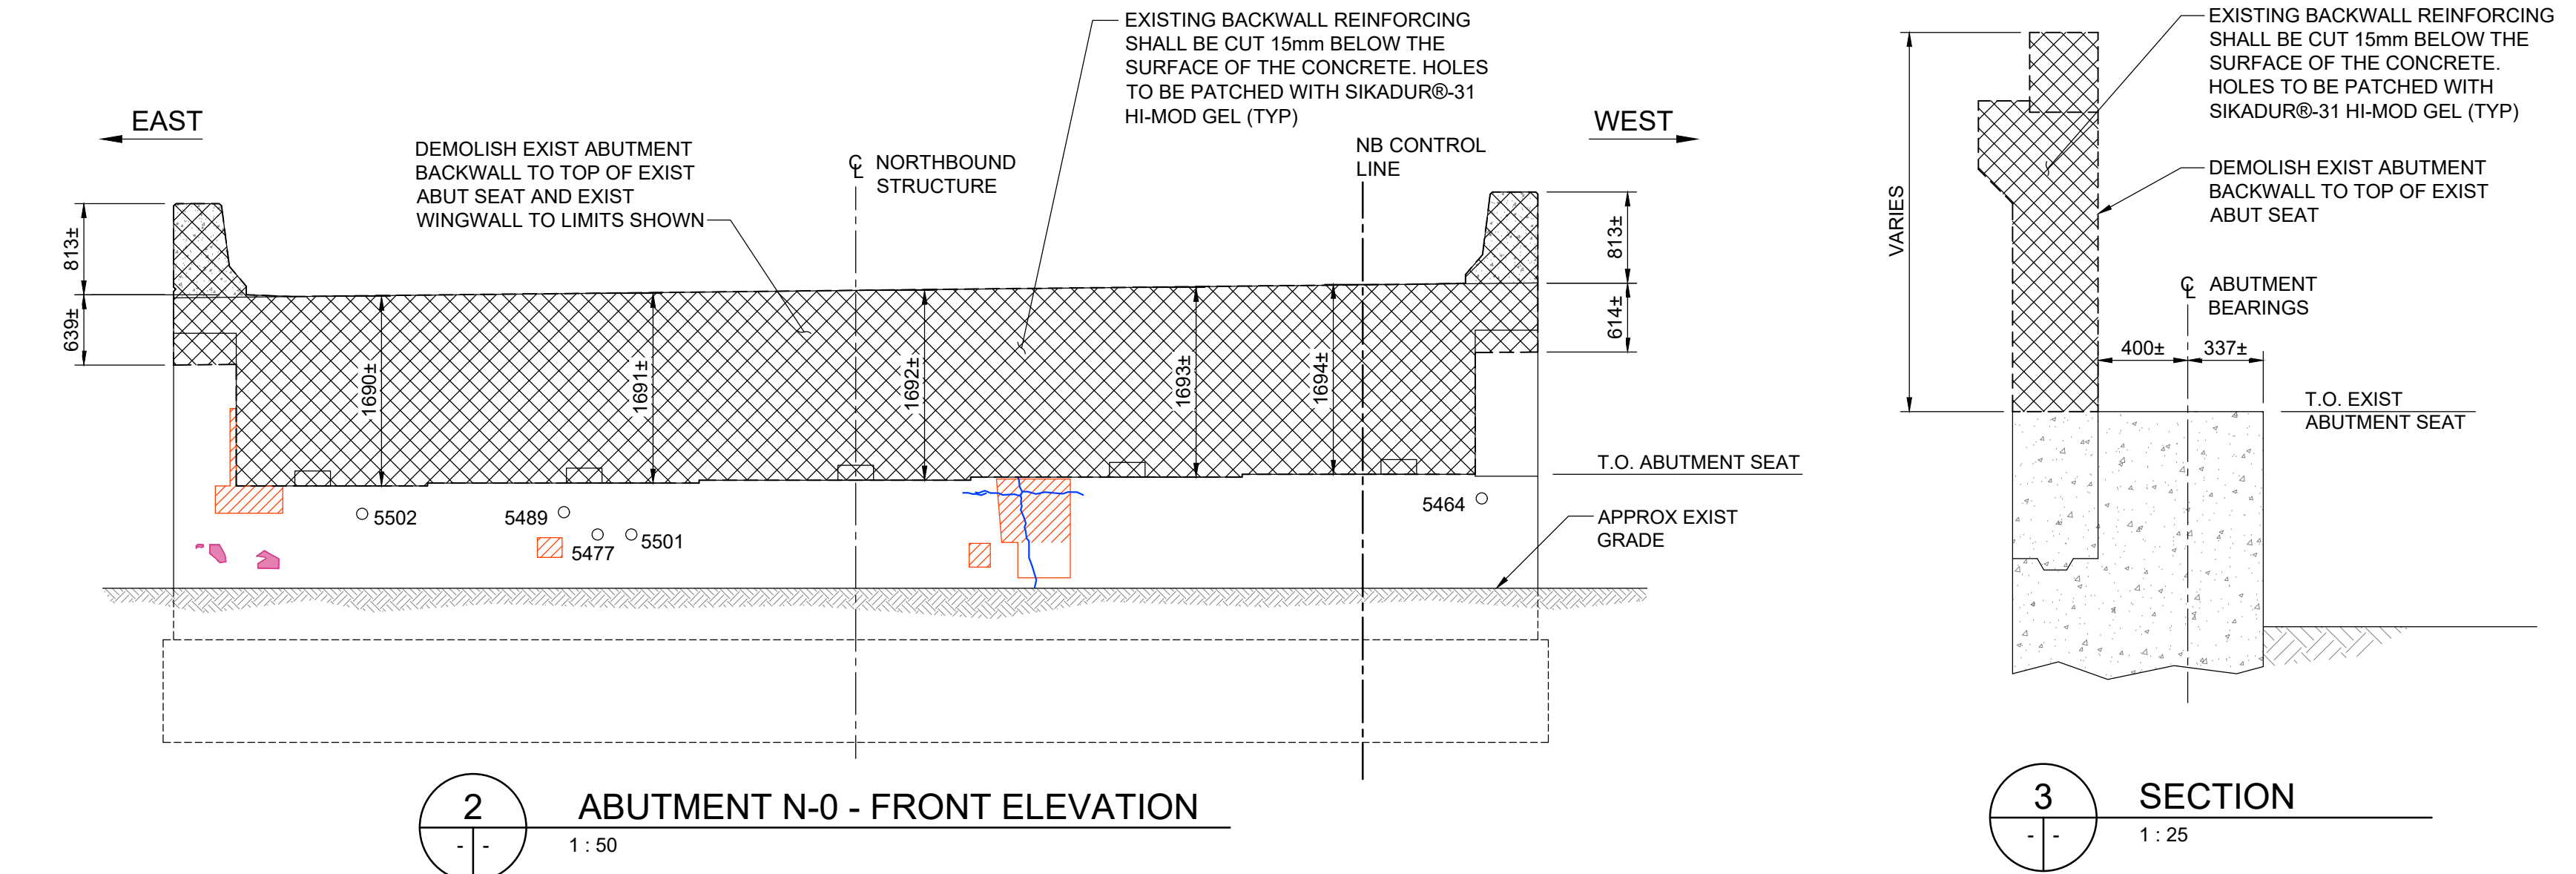 EXISTING BACKWALL REINFORCING
SHALL BE CUT 15mm BELOW THE
SURFACE OF THE CONCRETE. HOLES
TO BE PATCHED WITH SIKADUR®-31
HI-MOD GEL (TYP)
EAST
DEMOLISH EXIST ABUTMENT
BACKWALL TO TOP OF EXIST
ABUT SEAT AND EXIST
WINGWALL TO LIMITS SHOWN
℄ NORTHBOUND
STRUCTURE
NB CONTROL
LINE
WEST
813±
639±
1690±
1691±
1692±
1693±
1694±
813±
614±
T.O. ABUTMENT SEAT
5502
5489
5477
5501
5464
APPROX EXIST
GRADE
2
- -
ABUTMENT N-0 - FRONT ELEVATION
1 : 50
EXISTING BACKWALL REINFORCING
SHALL BE CUT 15mm BELOW THE
SURFACE OF THE CONCRETE.
HOLES TO BE PATCHED WITH
SIKADUR®-31 HI-MOD GEL (TYP)
DEMOLISH EXIST ABUTMENT
BACKWALL TO TOP OF EXIST
ABUT SEAT
VARIES
℄ ABUTMENT
BEARINGS
400±
337±
T.O. EXIST
ABUTMENT SEAT
3
- -
SECTION
1 : 25